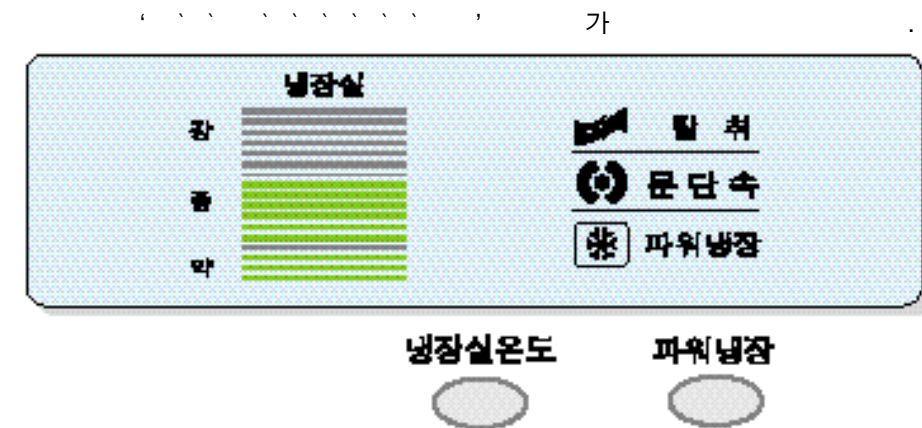 ‘ ` ` ` ` ` ` ` ` ’ 가 .
냉장실
강 탈 취
중 문 단 속
약 파워냉장
냉장실온도 파워냉장